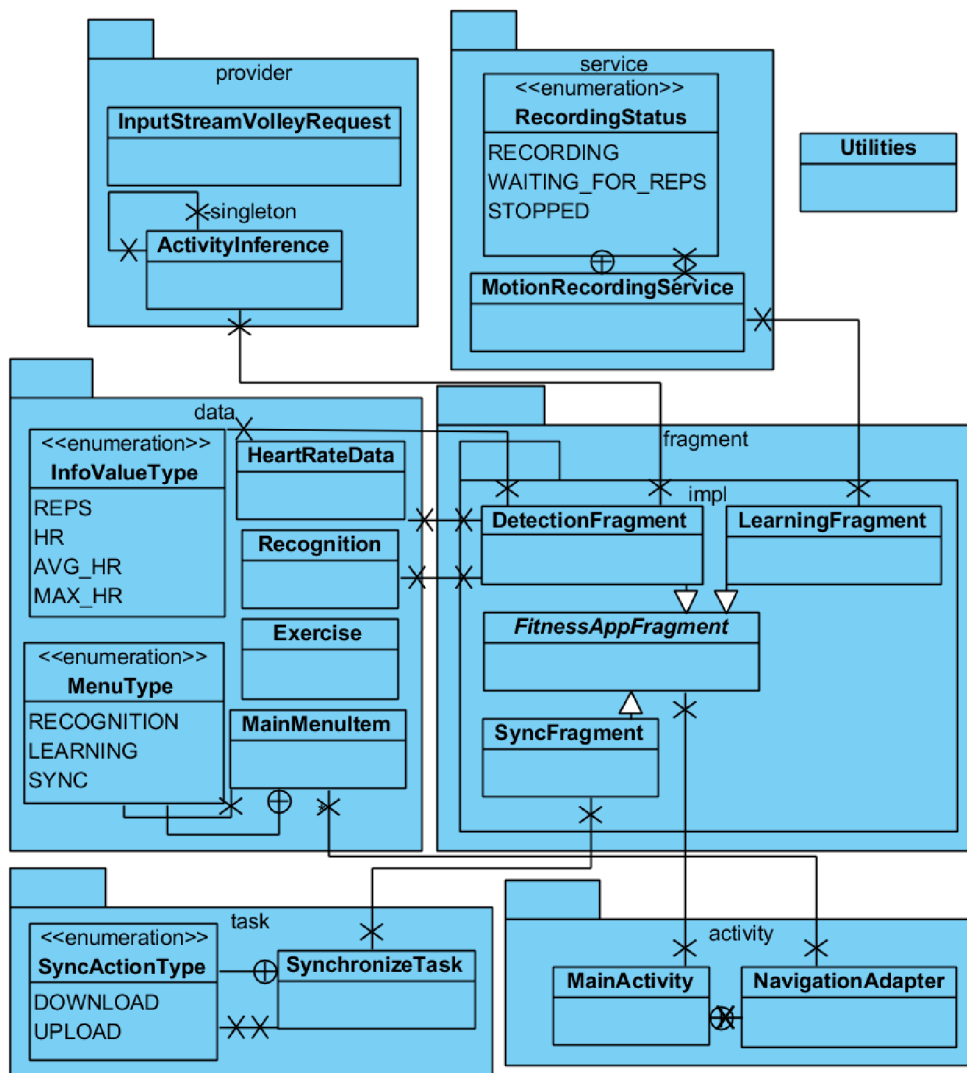 provider
InputStreamVolleyRequest
-singleton
ActivityInference
service
<<enumeration>>
RecordingStatus
RECORDING
WAITING_FOR_REPS
STOPPED
MotionRecordingService
Utilities
data
<<enumeration>>
InfoValueType
REPS
HR
AVG_HR
MAX_HR
HeartRateData
Recognition
Exercise
<<enumeration>>
MenuType
RECOGNITION
LEARNING
SYNC
MainMenuItem
fragment
impl
DetectionFragment
LearningFragment
FitnessAppFragment
SyncFragment
task
<<enumeration>>
SyncActionType
DOWNLOAD
UPLOAD
SynchronizeTask
activity
MainActivity
NavigationAdapter